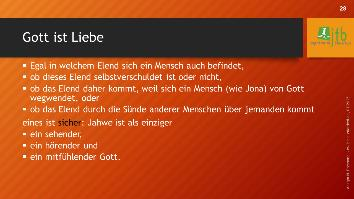 28
Gott ist Liebe
jtb
▪ Egal in welchem Elend sich ein Mensch auch befindet,
▪ ob dieses Elend selbstverschuldet ist oder nicht,
▪ ob das Elend daher kommt, weil sich ein Mensch (wie Jona) von Gott
wegwendet, oder
▪ ob das Elend durch die Sünde anderer Menschen über jemanden kommt
eines ist sicher: Jahwe ist als einziger
▪ ein sehender,
▪ ein hörender und
▪ ein mitfühlender Gott.